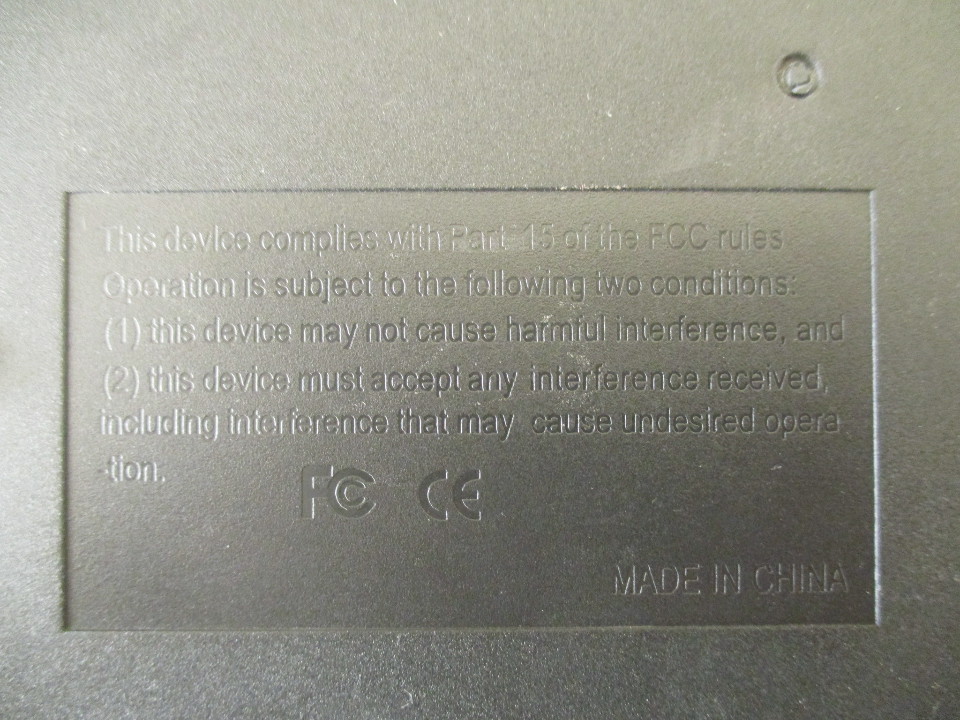 This device complies with Part 15 of the FCC rules
Operation is subject to the following two conditions:
(1) this device may not cause harmful interference, and
(2) this device must accept any interference received,
including interference that may cause undesired opera
-tion.
FC CE
MADE IN CHINA